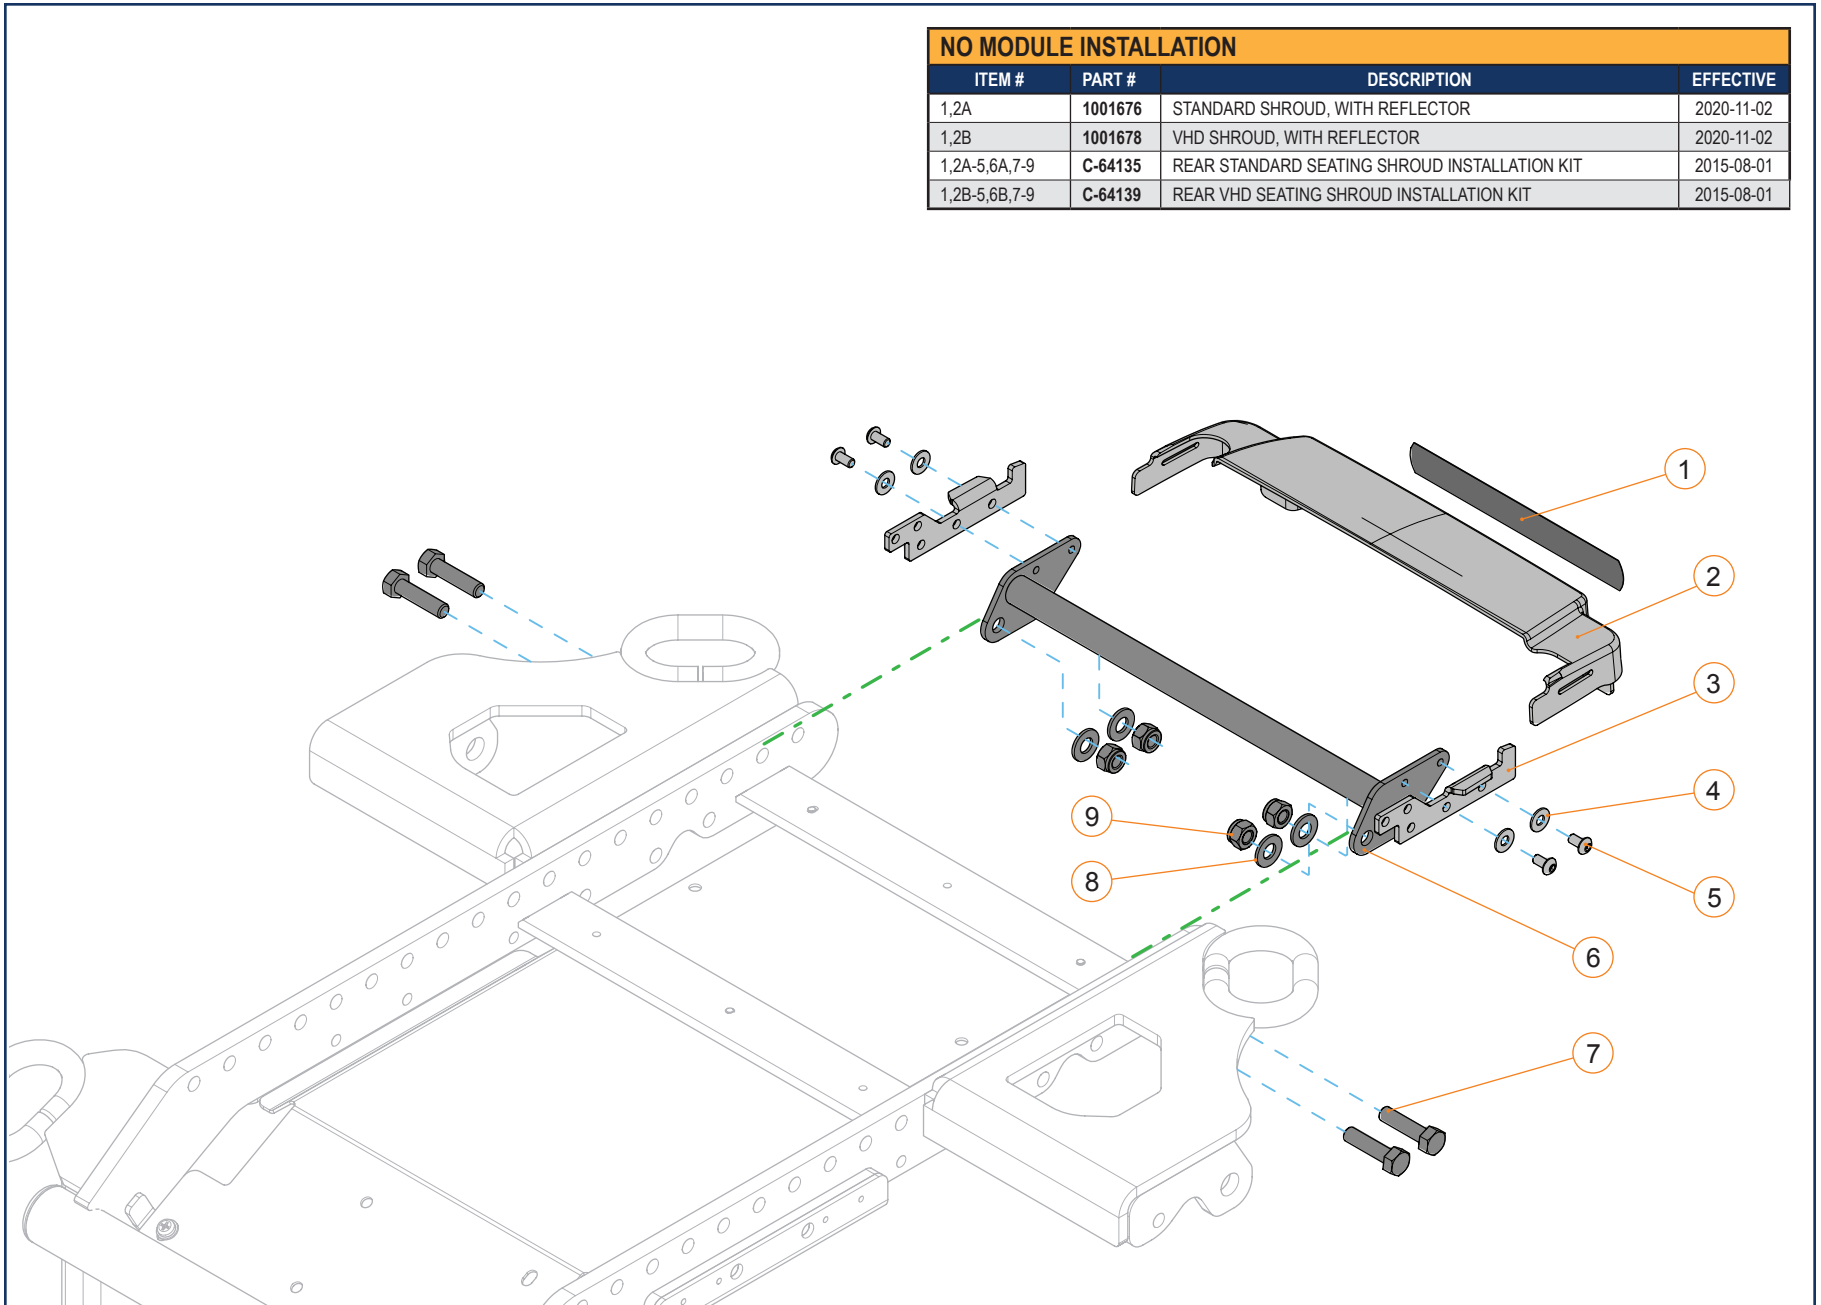 NO MODULE INSTALLATION
ITEM # PART # DESCRIPTION EFFECTIVE
1,2A 1001676 STANDARD SHROUD, WITH REFLECTOR 2020-11-02
1,2B 1001678 VHD SHROUD, WITH REFLECTOR 2020-11-02
1,2A-5,6A,7-9 C-64135 REAR STANDARD SEATING SHROUD INSTALLATION KIT 2015-08-01
1,2B-5,6B,7-9 C-64139 REAR VHD SEATING SHROUD INSTALLATION KIT 2015-08-01
1
2
3
4
9
8
5
6
7